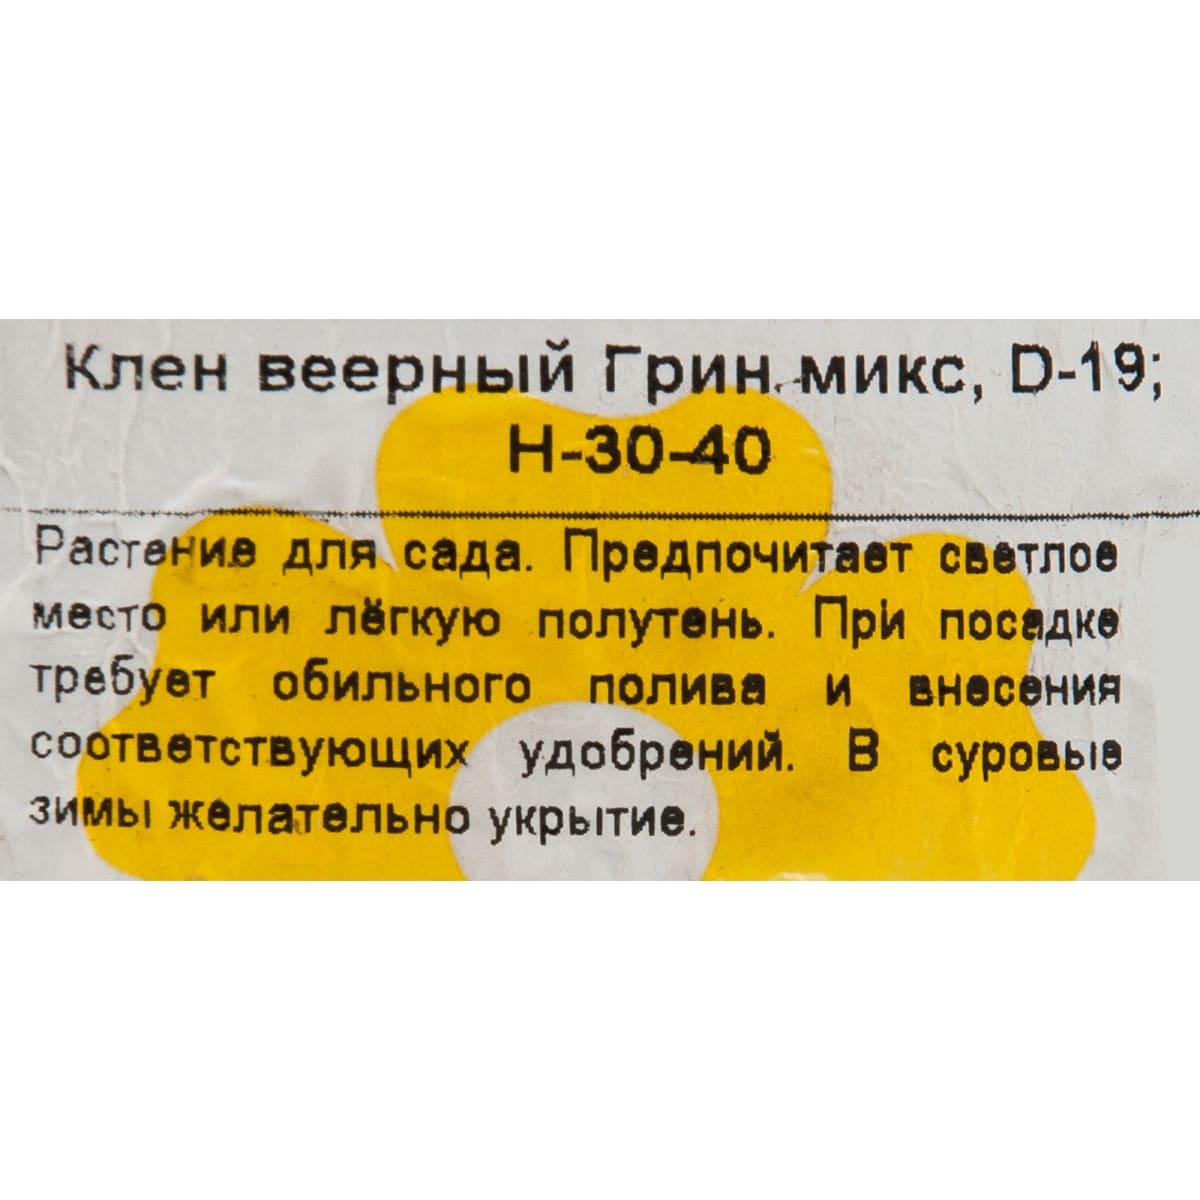 Клен веерный Грин микс, D-19;
H-30-40
Растение для сада. Предпочитает светлое
место или лёгкую полутень. При посадке
требует обильного полива и внесения
соответствующих удобрений. В суровые
зимы желательно укрытие.